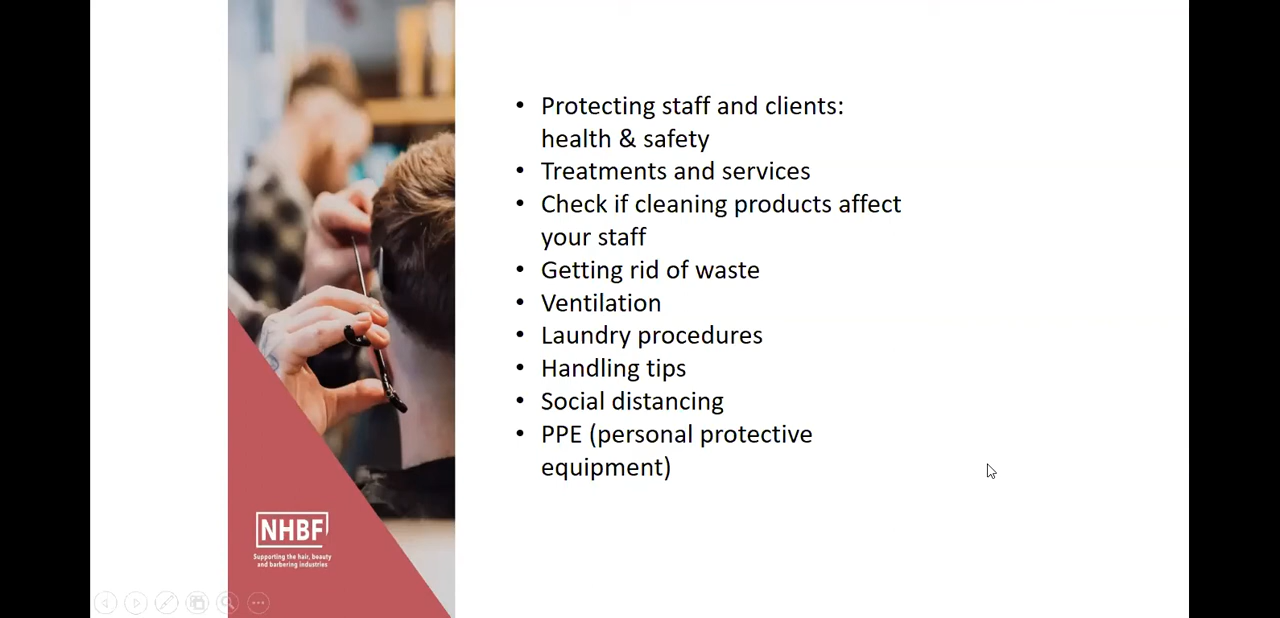 • Protecting staff and clients:
health & safety
• Treatments and services
• Check if cleaning products affect
your staff
• Getting rid of waste
• Ventilation
• Laundry procedures
• Handling tips
• Social distancing
• PPE (personal protective
equipment)
NHBF
Supporting the hair, beauty
and barbering industries